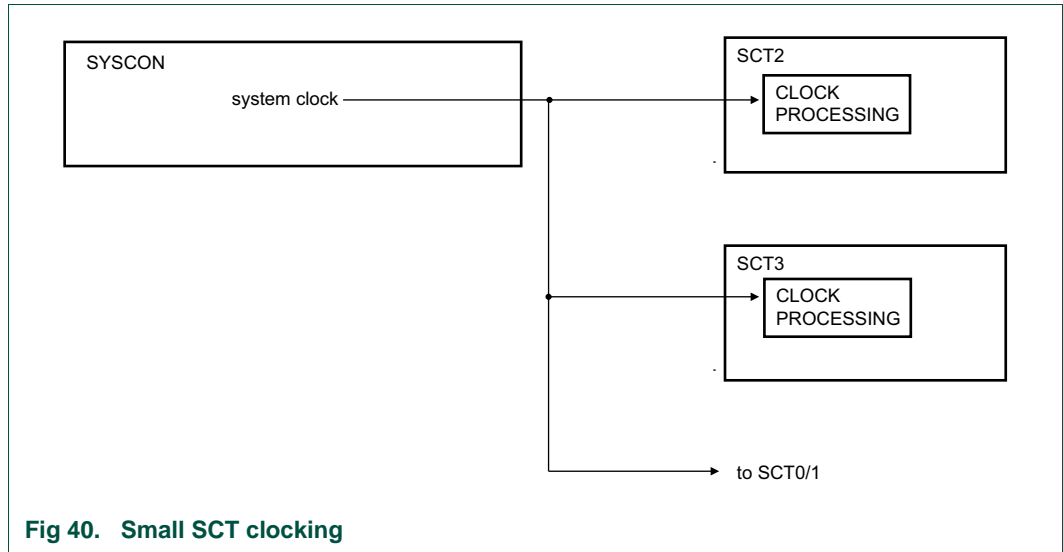 SYSCON
system clock
SCT2
CLOCK
PROCESSING
SCT3
CLOCK
PROCESSING
to SCT0/1
Fig 40. Small SCT clocking